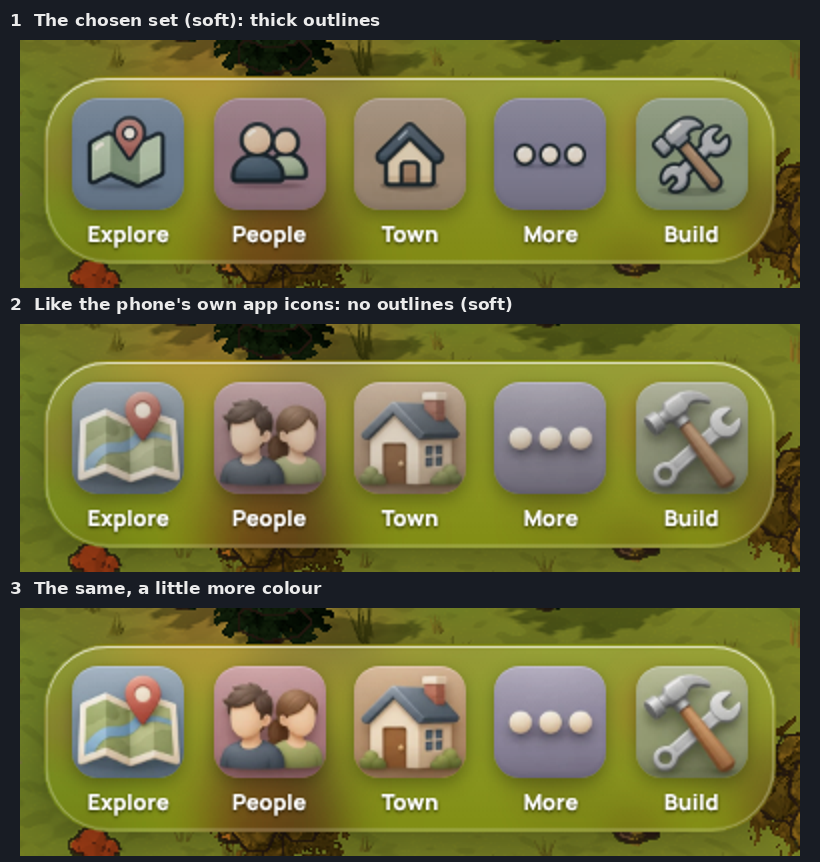 1 The chosen set (soft): thick outlines
Explore People Town More Build
2 Like the phone's own app icons: no outlines (soft)
Explore People Town More Build
3 The same, a little more colour
Explore People Town More Build